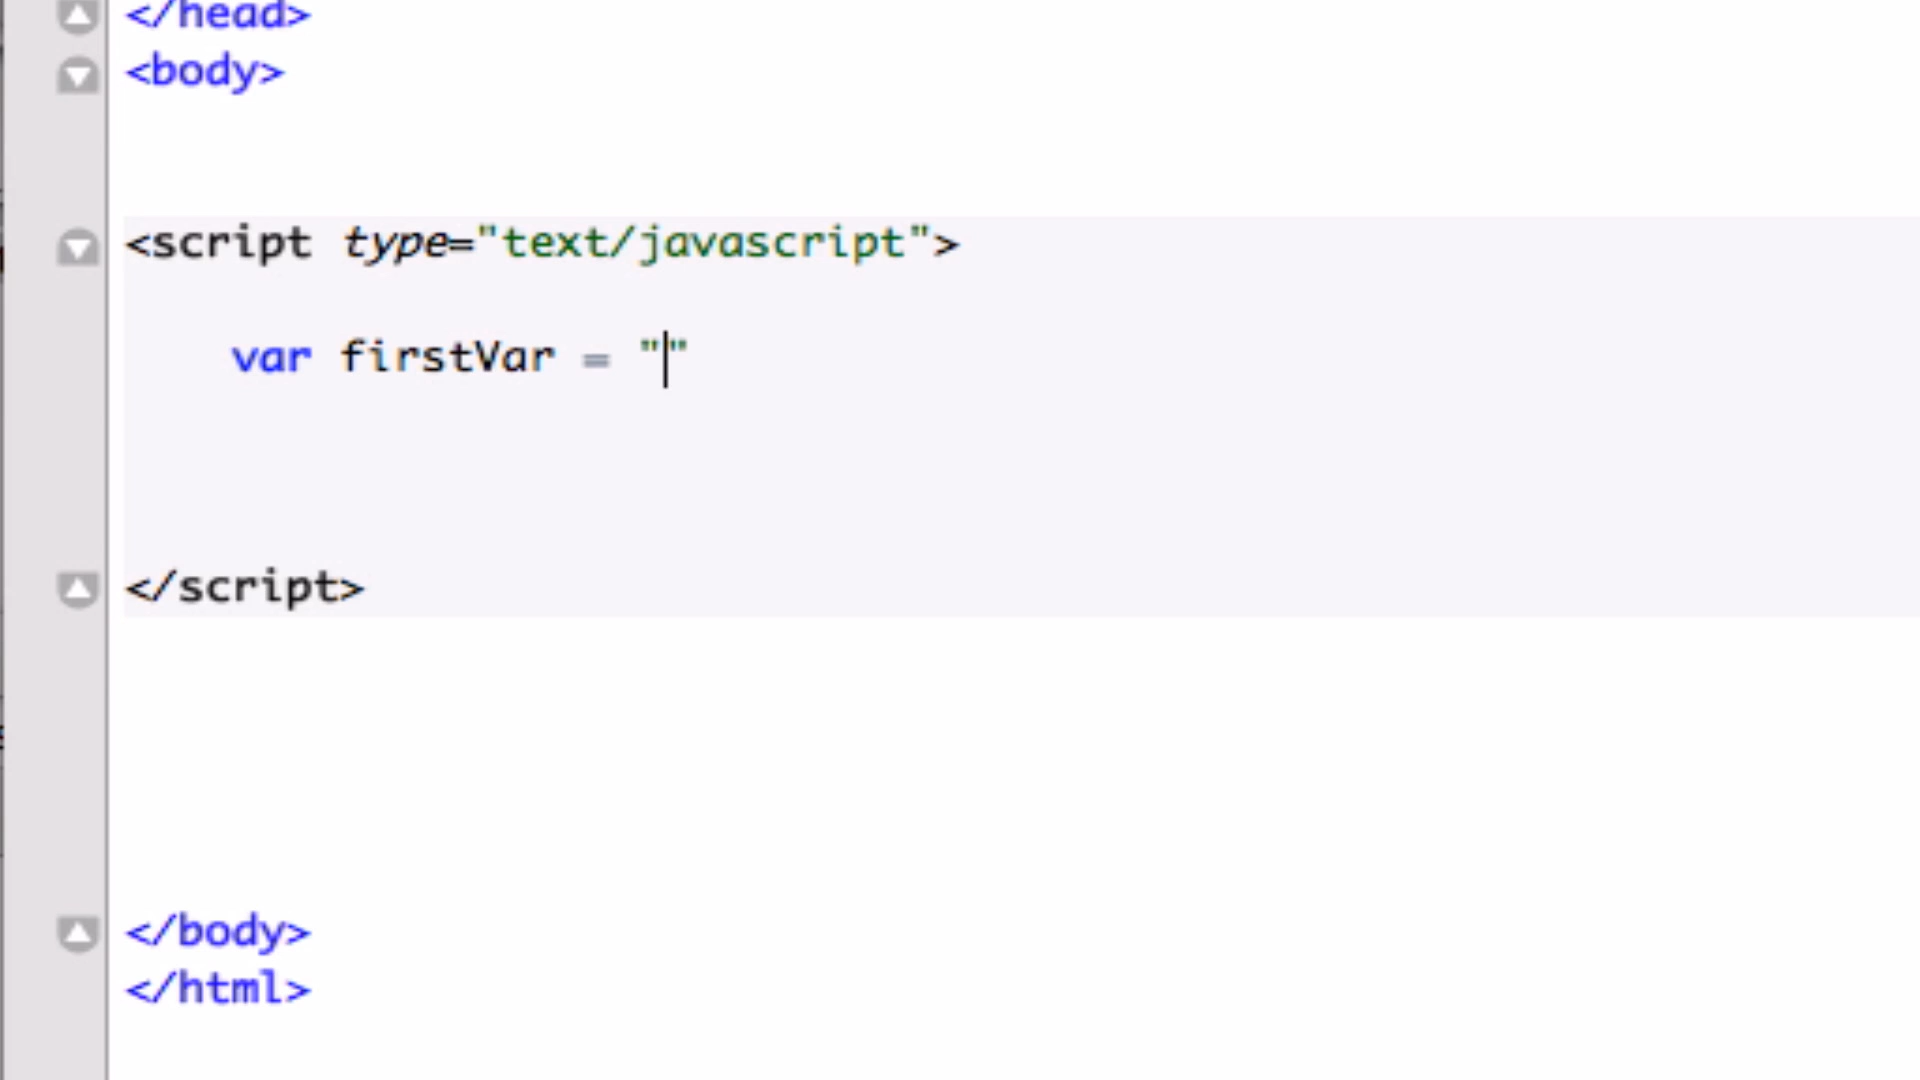 </head>
<body>
<script type="text/javascript">
var firstVar = ""
</script>
</body>
</html>